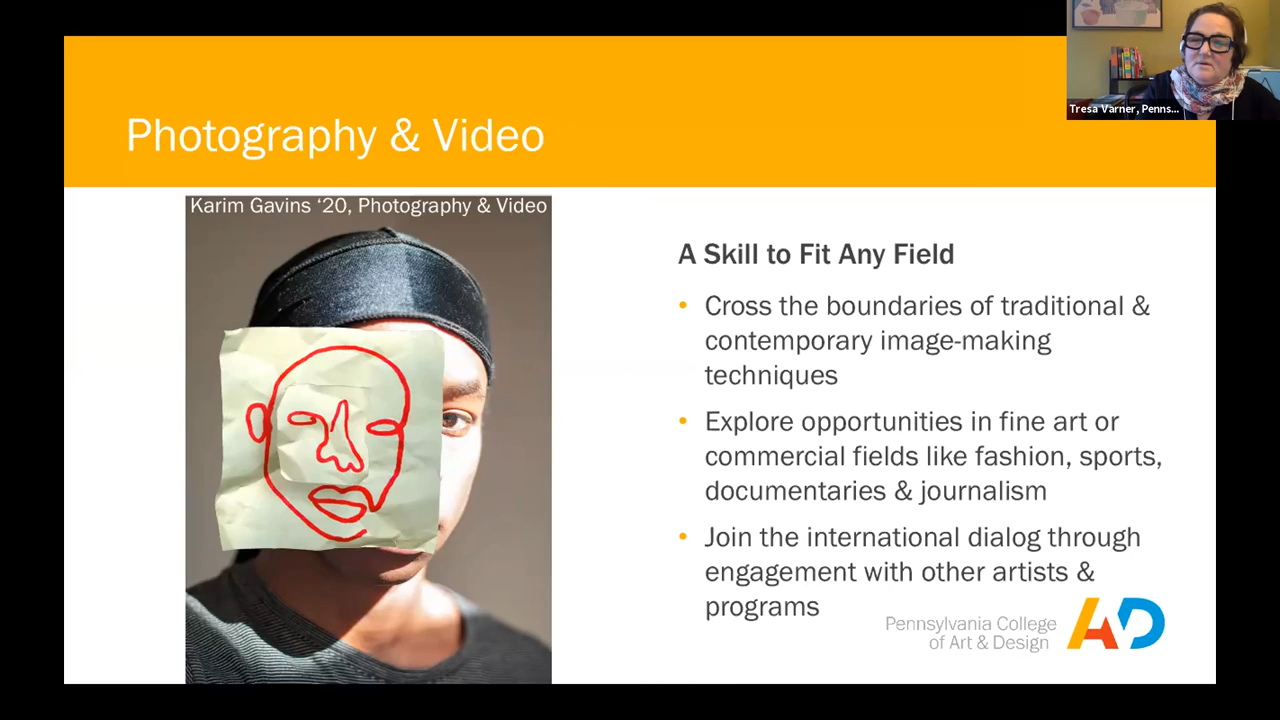 Tresa Varner, Penns...
Photography & Video
Karim Gavins ‘20, Photography & Video
A Skill to Fit Any Field
• Cross the boundaries of traditional &
contemporary image-making
techniques
• Explore opportunities in fine art or
commercial fields like fashion, sports,
documentaries & journalism
• Join the international dialog through
engagement with other artists &
programs
Pennsylvania College
of Art & Design
AD